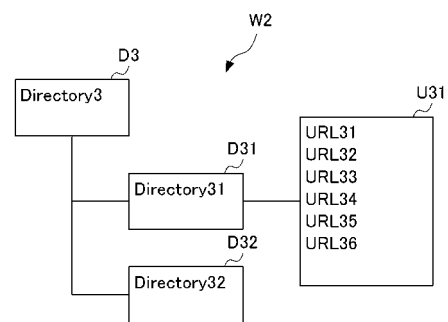 W2
D3
Directory3
U31
URL31
URL32
URL33
URL34
URL35
URL36
D31
Directory31
D32
Directory32